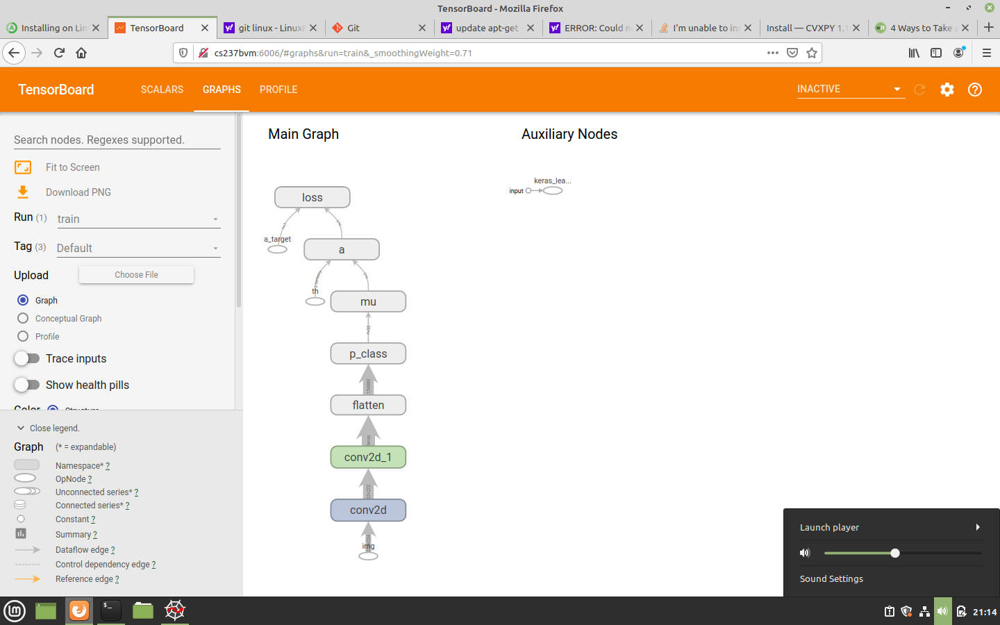 TensorBoard - Mozilla Firefox
Installing on Lin
TensorBoard
git linux - LinuxM
Git
update apt-get -
ERROR: Could n
I'm unable to ins
Install — CVXPY 1.1
4 Ways to Take a
cs237bvm:6006/#graphs&run=train&_smoothingWeight=0.71
TensorBoard
SCALARS
GRAPHS
PROFILE
INACTIVE
Search nodes. Regexes supported.
Fit to Screen
Download PNG
Run (1) train
Tag (3) Default
Upload Choose File
Graph
Conceptual Graph
Profile
Trace inputs
Show health pills
Color Structure
Close legend.
Graph (* = expandable)
Namespace* ?
OpNode ?
Unconnected series* ?
Connected series* ?
Constant ?
Summary ?
Dataflow edge ?
Control dependency edge ?
Reference edge ?
Main Graph
Auxiliary Nodes
loss
a_target
a
th
mu
p_class
flatten
conv2d_1
conv2d
img
keras_lea...
input
Launch player
Sound Settings
21:14